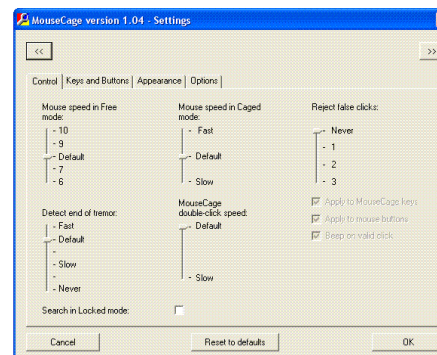 MouseCage version 1.04 - Settings
<<
>>
Control
Keys and Buttons
Appearance
Options
Mouse speed in Free
mode:
- 10
- 9
- Default
- 7
- 6
Mouse speed in Caged
mode:
- Fast
- Default
- Slow
Reject false clicks:
- Never
- 1
- 2
- 3
Apply to MouseCage keys
Apply to mouse buttons
Beep on valid click
Detect end of tremor:
- Fast
- Default
-
- Slow
-
- Never
MouseCage
double-click speed:
- Default
- Slow
Search in Locked mode:
Cancel
Reset to defaults
OK